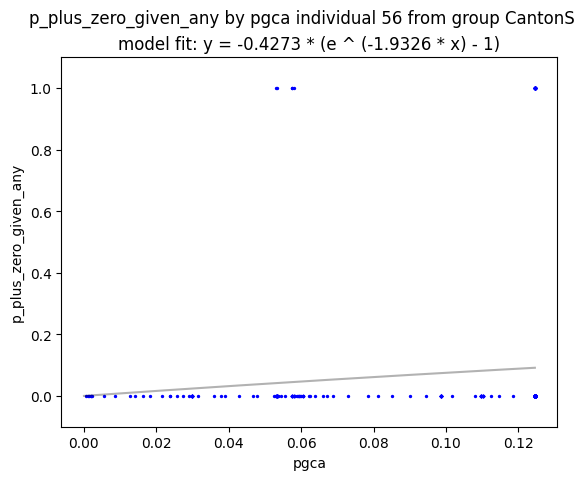 p_plus_zero_given_any by pgca individual 56 from group CantonS
model fit: y = -0.4273 * (e ^ (-1.9326 * x) - 1)
1.0
0.8
0.6
0.4
0.2
0.0
p_plus_zero_given_any
0.00 0.02 0.04 0.06 0.08 0.10 0.12
pgca